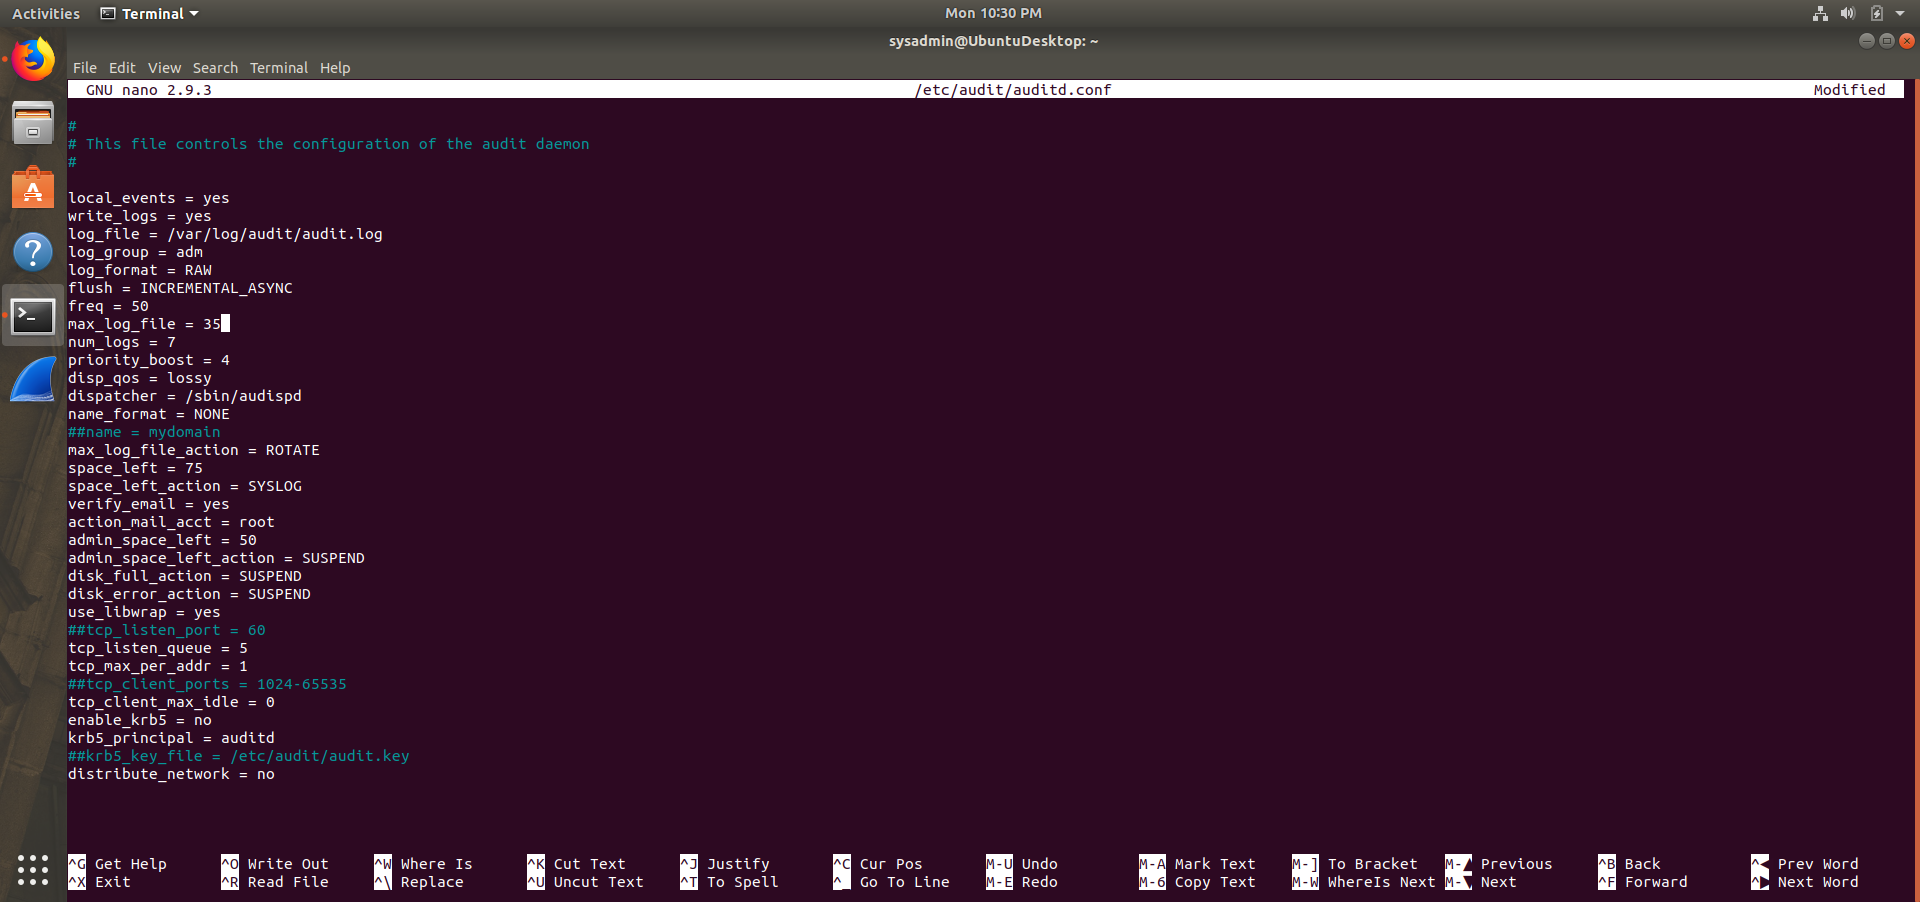 Activities Terminal Mon 10:30 PM
sysadmin@UbuntuDesktop: ~
File Edit View Search Terminal Help
GNU nano 2.9.3 /etc/audit/auditd.conf Modified
#
# This file controls the configuration of the audit daemon
#
local_events = yes
write_logs = yes
log_file = /var/log/audit/audit.log
log_group = adm
log_format = RAW
flush = INCREMENTAL_ASYNC
freq = 50
max_log_file = 35
num_logs = 7
priority_boost = 4
disp_qos = lossy
dispatcher = /sbin/audispd
name_format = NONE
##name = mydomain
max_log_file_action = ROTATE
space_left = 75
space_left_action = SYSLOG
verify_email = yes
action_mail_acct = root
admin_space_left = 50
admin_space_left_action = SUSPEND
disk_full_action = SUSPEND
disk_error_action = SUSPEND
use_libwrap = yes
##tcp_listen_port = 60
tcp_listen_queue = 5
tcp_max_per_addr = 1
##tcp_client_ports = 1024-65535
tcp_client_max_idle = 0
enable_krb5 = no
krb5_principal = auditd
##krb5_key_file = /etc/audit/audit.key
distribute_network = no
^G Get Help ^O Write Out ^W Where Is ^K Cut Text ^J Justify ^C Cur Pos M-U Undo M-A Mark Text M-] To Bracket M-▲ Previous ^B Back ^◀ Prev Word
^X Exit ^R Read File ^\ Replace ^U Uncut Text ^T To Spell ^_ Go To Line M-E Redo M-6 Copy Text M-W WhereIs Next M-▼ Next ^F Forward ^▶ Next Word